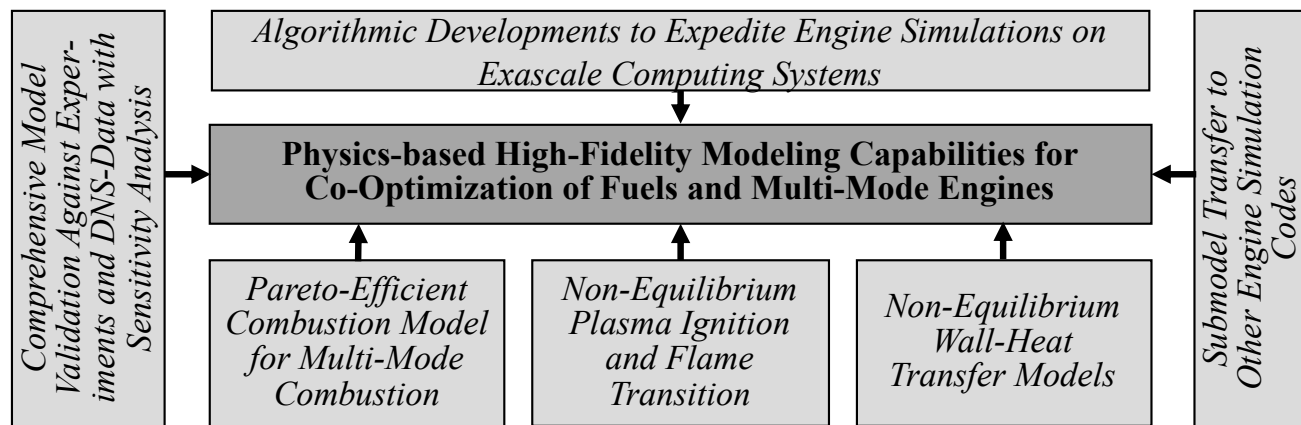 Comprehensive Model
Validation Against Exper-
iments and DNS-Data with
Sensitivity Analysis
Algorithmic Developments to Expedite Engine Simulations on
Exascale Computing Systems
Physics-based High-Fidelity Modeling Capabilities for
Co-Optimization of Fuels and Multi-Mode Engines
Pareto-Efficient
Combustion Model
for Multi-Mode
Combustion
Non-Equilibrium
Plasma Ignition
and Flame
Transition
Non-Equilibrium
Wall-Heat
Transfer Models
Submodel Transfer to
Other Engine Simulation
Codes